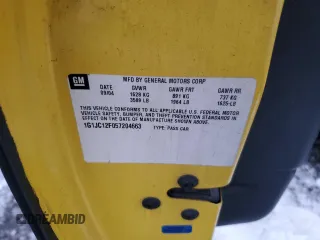 GM
MFD BY GENERAL MOTORS CORP
DATE GVWR GAWR FRT GAWR RR
09/04 1628 KG 891 KG 737 KG
3589 LB 1964 LB 1625 LB
THIS VEHICLE CONFORMS TO ALL APPLICABLE U.S. FEDERAL MOTOR
VEHICLE SAFETY, BUMPER, AND THEFT PREVENTION STANDARDS
IN EFFECT ON THE DATE OF MANUFACTURE SHOWN ABOVE.
1G1JC12F057204663 TYPE: PASS CAR
DREAMBID